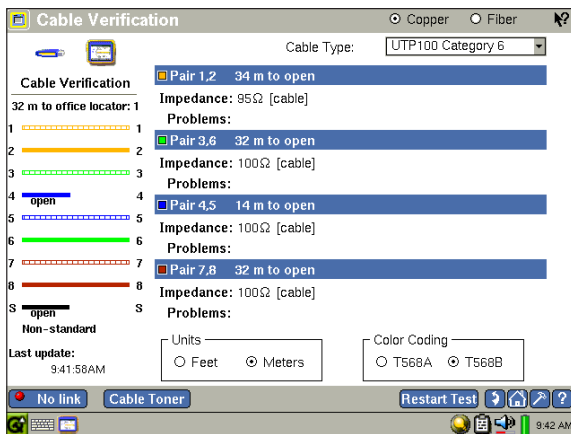 Cable Verification
Copper Fiber
Cable Type: UTP100 Category 6
Cable Verification
32 m to office locator: 1
1 1
2 2
3 3
4 open 4
5 5
6 6
7 7
8 8
S open S
Non-standard
Last update:
9:41:58AM
Pair 1,2 34 m to open
Impedance: 95Ω [cable]
Problems:
Pair 3,6 32 m to open
Impedance: 100Ω [cable]
Problems:
Pair 4,5 14 m to open
Impedance: 100Ω [cable]
Problems:
Pair 7,8 32 m to open
Impedance: 100Ω [cable]
Problems:
Units
Feet Meters
Color Coding
T568A T568B
No link Cable Toner Restart Test ?
9:42 AM